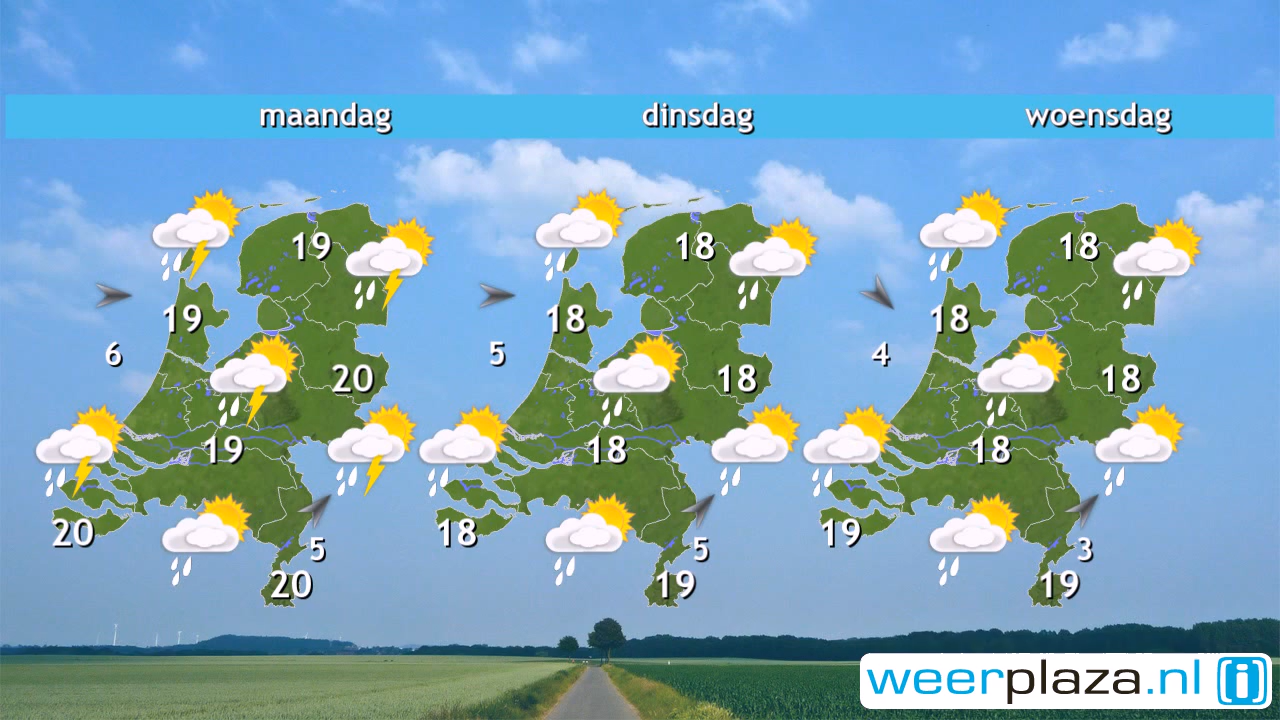 maandag dinsdag woensdag
19 18 18
19 18 18
6 5 4
20 18 18
19 18 18
20 18 19
5 5 3
20 19 19
weerplaza.nl i